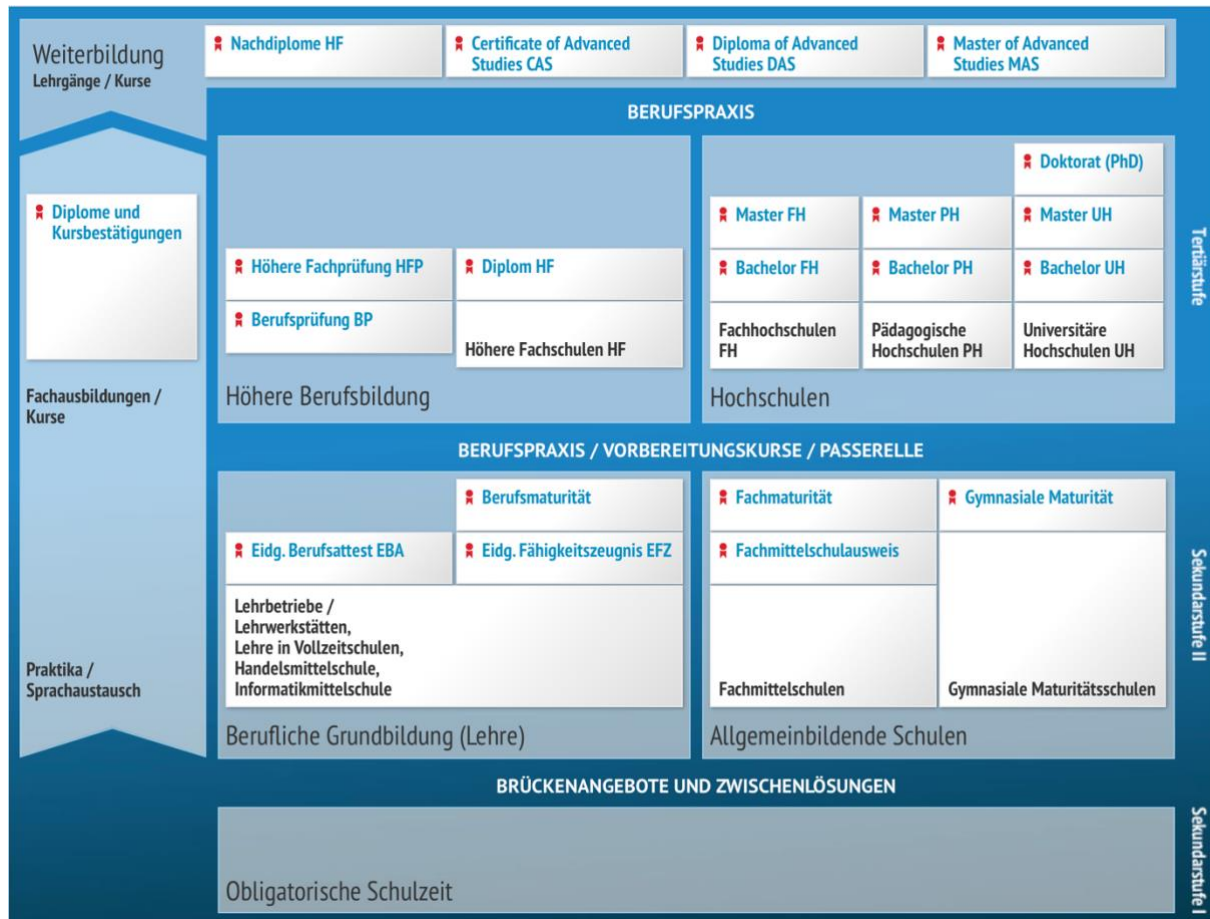 Weiterbildung
Lehrgänge / Kurse
Nachdiplome HF
Certificate of Advanced
Studies CAS
Diploma of Advanced
Studies DAS
Master of Advanced
Studies MAS
BERUFSPRAXIS
Diplome und
Kursbestätigungen
Fachausbildungen /
Kurse
Praktika /
Sprachaustausch
Höhere Fachprüfung HFP
Berufsprüfung BP
Diplom HF
Höhere Fachschulen HF
Höhere Berufsbildung
Doktorat (PhD)
Master FH
Master PH
Master UH
Bachelor FH
Bachelor PH
Bachelor UH
Fachhochschulen
FH
Pädagogische
Hochschulen PH
Universitäre
Hochschulen UH
Hochschulen
Tertiärstufe
BERUFSPRAXIS / VORBEREITUNGSKURSE / PASSERELLE
Berufsmaturität
Eidg. Berufsattest EBA
Eidg. Fähigkeitszeugnis EFZ
Lehrbetriebe /
Lehrwerkstätten,
Lehre in Vollzeitschulen,
Handelsmittelschule,
Informatikmittelschule
Berufliche Grundbildung (Lehre)
Fachmaturität
Gymnasiale Maturität
Fachmittelschulausweis
Fachmittelschulen
Gymnasiale Maturitätsschulen
Allgemeinbildende Schulen
Sekundarstufe II
BRÜCKENANGEBOTE UND ZWISCHENLÖSUNGEN
Obligatorische Schulzeit
Sekundarstufe I